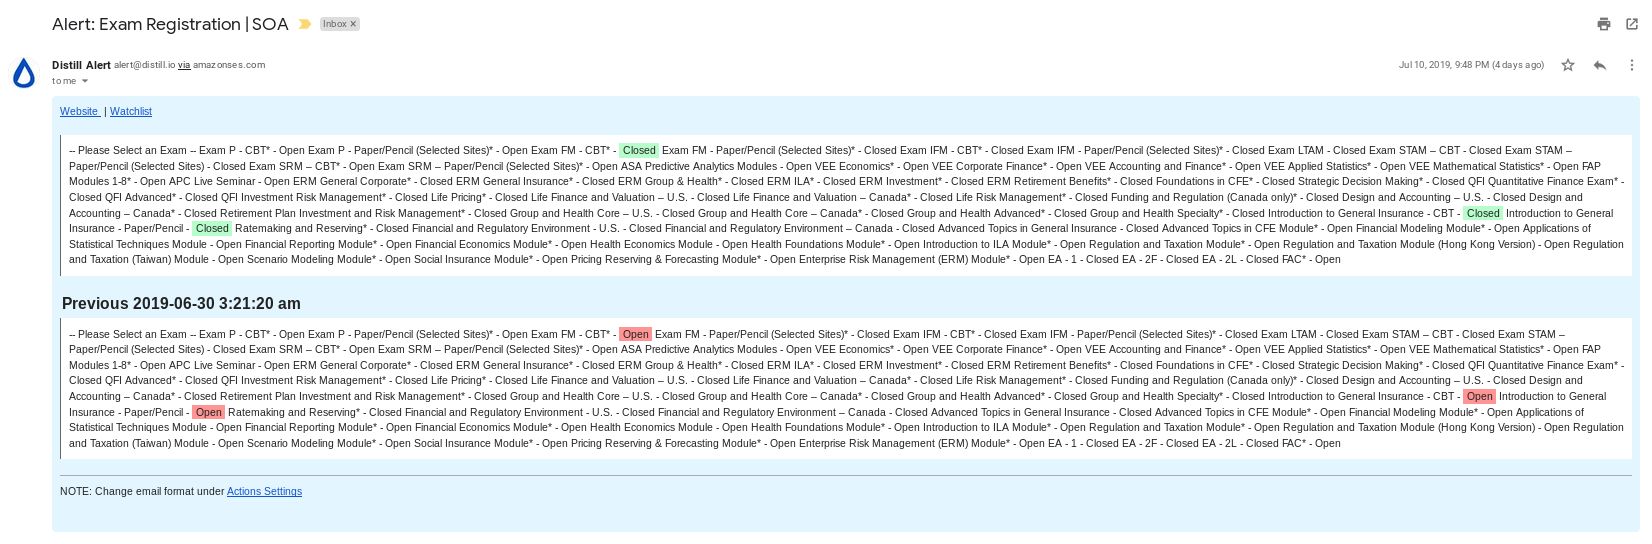 Alert: Exam Registration | SOA Inbox x
Distill Alert alert@distill.io via amazonses.com Jul 10, 2019, 9:48 PM (4 days ago)
to me
Website | Watchlist
-- Please Select an Exam -- Exam P - CBT* - Open Exam P - Paper/Pencil (Selected Sites)* - Open Exam FM - CBT* - Closed Exam FM - Paper/Pencil (Selected Sites)* - Closed Exam IFM - CBT* - Closed Exam IFM - Paper/Pencil (Selected Sites)* - Closed Exam LTAM - Closed Exam STAM – CBT - Closed Exam STAM –
Paper/Pencil (Selected Sites) - Closed Exam SRM – CBT* - Open Exam SRM – Paper/Pencil (Selected Sites)* - Open ASA Predictive Analytics Modules - Open VEE Economics* - Open VEE Corporate Finance* - Open VEE Accounting and Finance* - Open VEE Applied Statistics* - Open VEE Mathematical Statistics* - Open FAP
Modules 1-8* - Open APC Live Seminar - Open ERM General Corporate* - Closed ERM General Insurance* - Closed ERM Group & Health* - Closed ERM ILA* - Closed ERM Investment* - Closed ERM Retirement Benefits* - Closed Foundations in CFE* - Closed Strategic Decision Making* - Closed QFI Quantitative Finance Exam* -
Closed QFI Advanced* - Closed QFI Investment Risk Management* - Closed Life Pricing* - Closed Life Finance and Valuation – U.S. - Closed Life Finance and Valuation – Canada* - Closed Life Risk Management* - Closed Funding and Regulation (Canada only)* - Closed Design and Accounting – U.S. - Closed Design and
Accounting – Canada* - Closed Retirement Plan Investment and Risk Management* - Closed Group and Health Core – U.S. - Closed Group and Health Core – Canada* - Closed Group and Health Advanced* - Closed Group and Health Specialty* - Closed Introduction to General Insurance - CBT - Closed Introduction to General
Insurance - Paper/Pencil - Closed Ratemaking and Reserving* - Closed Financial and Regulatory Environment - U.S. - Closed Financial and Regulatory Environment – Canada - Closed Advanced Topics in General Insurance - Closed Advanced Topics in CFE Module* - Open Financial Modeling Module* - Open Applications of
Statistical Techniques Module - Open Financial Reporting Module* - Open Financial Economics Module* - Open Health Economics Module - Open Health Foundations Module* - Open Introduction to ILA Module* - Open Regulation and Taxation Module* - Open Regulation and Taxation Module (Hong Kong Version) - Open Regulation
and Taxation (Taiwan) Module - Open Scenario Modeling Module* - Open Social Insurance Module* - Open Pricing Reserving & Forecasting Module* - Open Enterprise Risk Management (ERM) Module* - Open EA - 1 - Closed EA - 2F - Closed EA - 2L - Closed FAC* - Open
Previous 2019-06-30 3:21:20 am
-- Please Select an Exam -- Exam P - CBT* - Open Exam P - Paper/Pencil (Selected Sites)* - Open Exam FM - CBT* - Open Exam FM - Paper/Pencil (Selected Sites)* - Closed Exam IFM - CBT* - Closed Exam IFM - Paper/Pencil (Selected Sites)* - Closed Exam LTAM - Closed Exam STAM – CBT - Closed Exam STAM –
Paper/Pencil (Selected Sites) - Closed Exam SRM – CBT* - Open Exam SRM – Paper/Pencil (Selected Sites)* - Open ASA Predictive Analytics Modules - Open VEE Economics* - Open VEE Corporate Finance* - Open VEE Accounting and Finance* - Open VEE Applied Statistics* - Open VEE Mathematical Statistics* - Open FAP
Modules 1-8* - Open APC Live Seminar - Open ERM General Corporate* - Closed ERM General Insurance* - Closed ERM Group & Health* - Closed ERM ILA* - Closed ERM Investment* - Closed ERM Retirement Benefits* - Closed Foundations in CFE* - Closed Strategic Decision Making* - Closed QFI Quantitative Finance Exam* -
Closed QFI Advanced* - Closed QFI Investment Risk Management* - Closed Life Pricing* - Closed Life Finance and Valuation – U.S. - Closed Life Finance and Valuation – Canada* - Closed Life Risk Management* - Closed Funding and Regulation (Canada only)* - Closed Design and Accounting – U.S. - Closed Design and
Accounting – Canada* - Closed Retirement Plan Investment and Risk Management* - Closed Group and Health Core – U.S. - Closed Group and Health Core – Canada* - Closed Group and Health Advanced* - Closed Group and Health Specialty* - Closed Introduction to General Insurance - CBT - Open Introduction to General
Insurance - Paper/Pencil - Open Ratemaking and Reserving* - Closed Financial and Regulatory Environment - U.S. - Closed Financial and Regulatory Environment – Canada - Closed Advanced Topics in General Insurance - Closed Advanced Topics in CFE Module* - Open Financial Modeling Module* - Open Applications of
Statistical Techniques Module - Open Financial Reporting Module* - Open Financial Economics Module* - Open Health Economics Module - Open Health Foundations Module* - Open Introduction to ILA Module* - Open Regulation and Taxation Module* - Open Regulation and Taxation Module (Hong Kong Version) - Open Regulation
and Taxation (Taiwan) Module - Open Scenario Modeling Module* - Open Social Insurance Module* - Open Pricing Reserving & Forecasting Module* - Open Enterprise Risk Management (ERM) Module* - Open EA - 1 - Closed EA - 2F - Closed EA - 2L - Closed FAC* - Open
NOTE: Change email format under Actions Settings